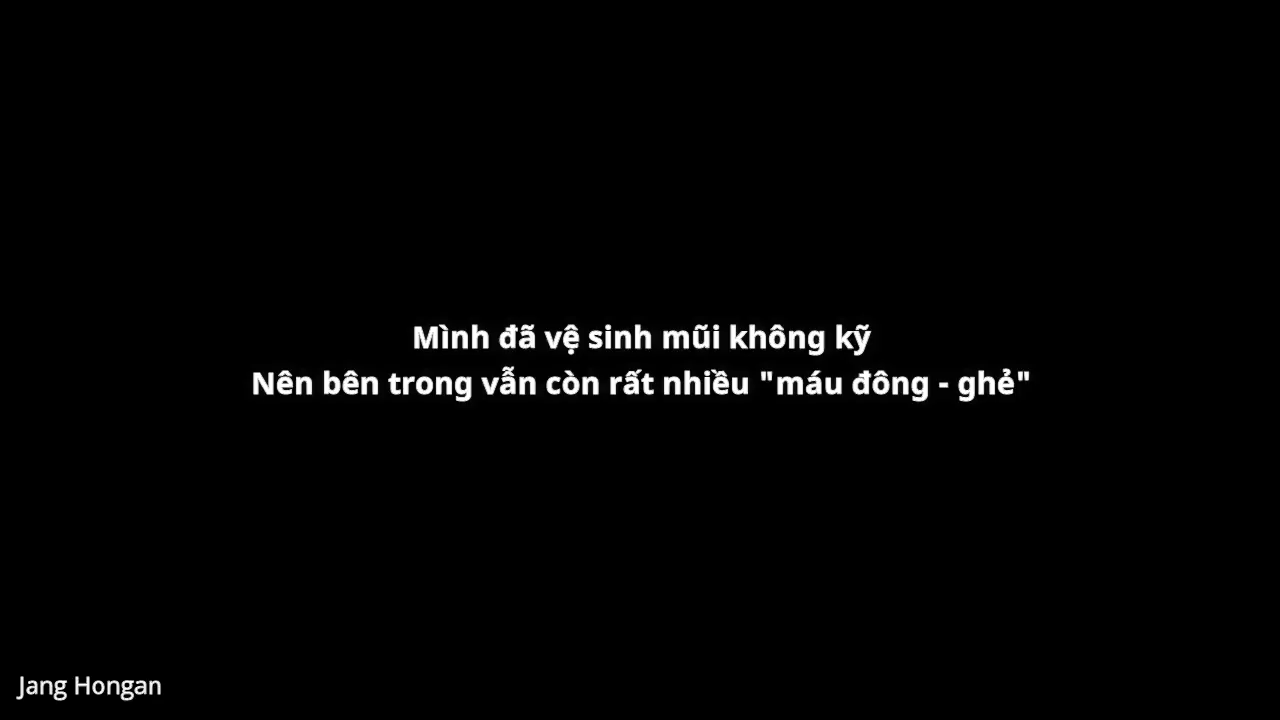 Mình đã vệ sinh mũi không kỹ
Nên bên trong vẫn còn rất nhiều "máu đông - ghẻ"
Jang Hongan